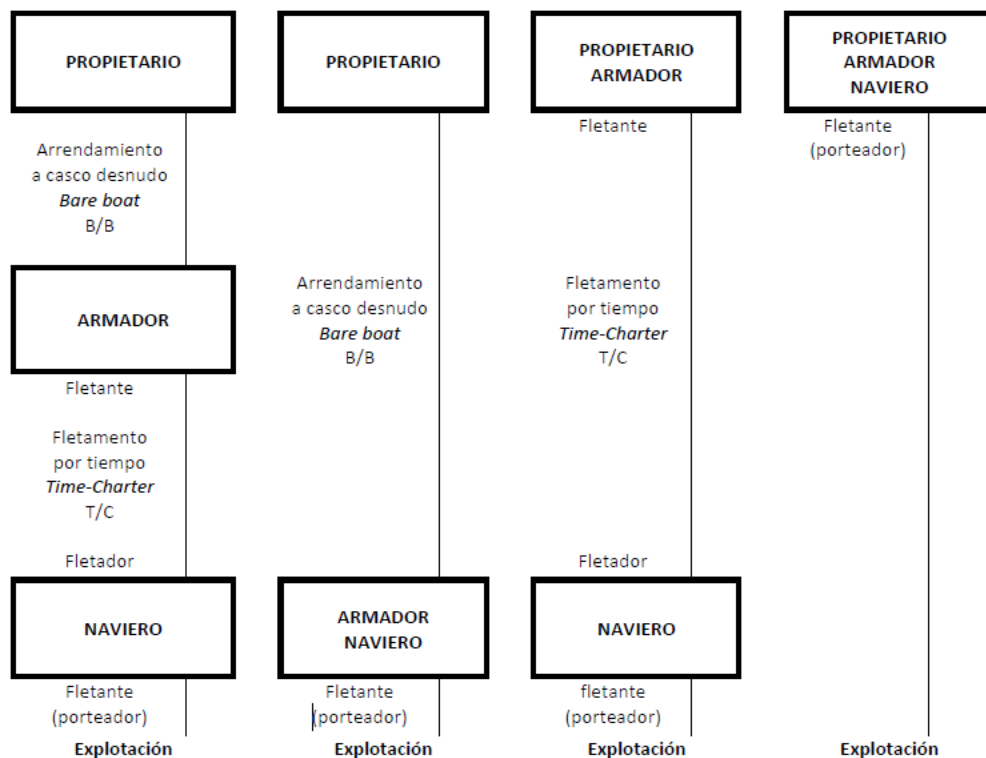 PROPIETARIO
Arrendamiento
a casco desnudo
Bare boat
B/B
ARMADOR
Fletante
Fletamento
por tiempo
Time-Charter
T/C
Fletador
NAVIERO
Fletante
(porteador)
Explotación
PROPIETARIO
Arrendamiento
a casco desnudo
Bare boat
B/B
ARMADOR
NAVIERO
Fletante
(porteador)
Explotación
PROPIETARIO
ARMADOR
Fletante
Fletamento
por tiempo
Time-Charter
T/C
Fletador
NAVIERO
fletante
(porteador)
Explotación
PROPIETARIO
ARMADOR
NAVIERO
Fletante
(porteador)
Explotación